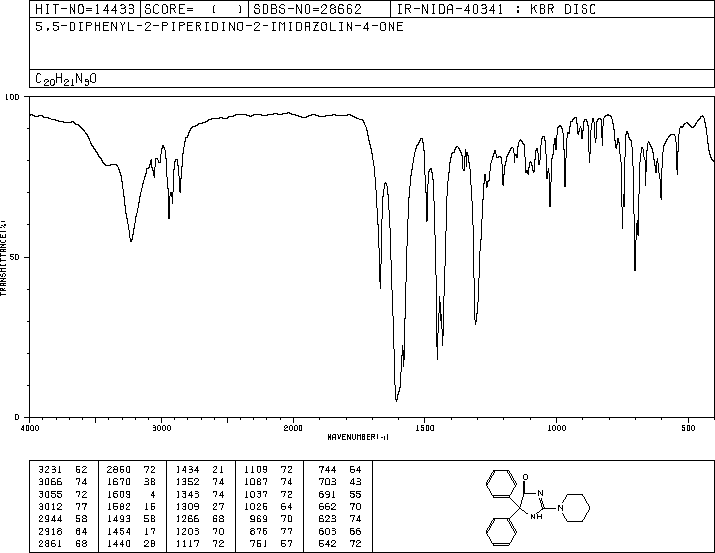 HIT-NO=14433 SCORE= ( ) SDBS-NO=28662 IR-NIDA-40341 : KBR DISC
5,5-DIPHENYL-2-PIPERIDINO-2-IMIDAZOLIN-4-ONE
C20H21N3O
100
50
0
TRANSMITTANCE(%)
4000 3000 2000 1500 1000 500
WAVENUMBER(-1)
3231 52 2860 72 1434 21 1109 72 744 64
3066 74 1670 38 1352 74 1087 74 703 43
3055 72 1609 4 1343 74 1037 72 691 55
3012 77 1582 15 1309 27 1026 64 662 70
2944 58 1493 58 1266 68 969 70 623 74
2918 64 1454 17 1203 70 876 77 603 66
2861 68 1440 28 1117 72 751 57 542 72
O
N
N
NH